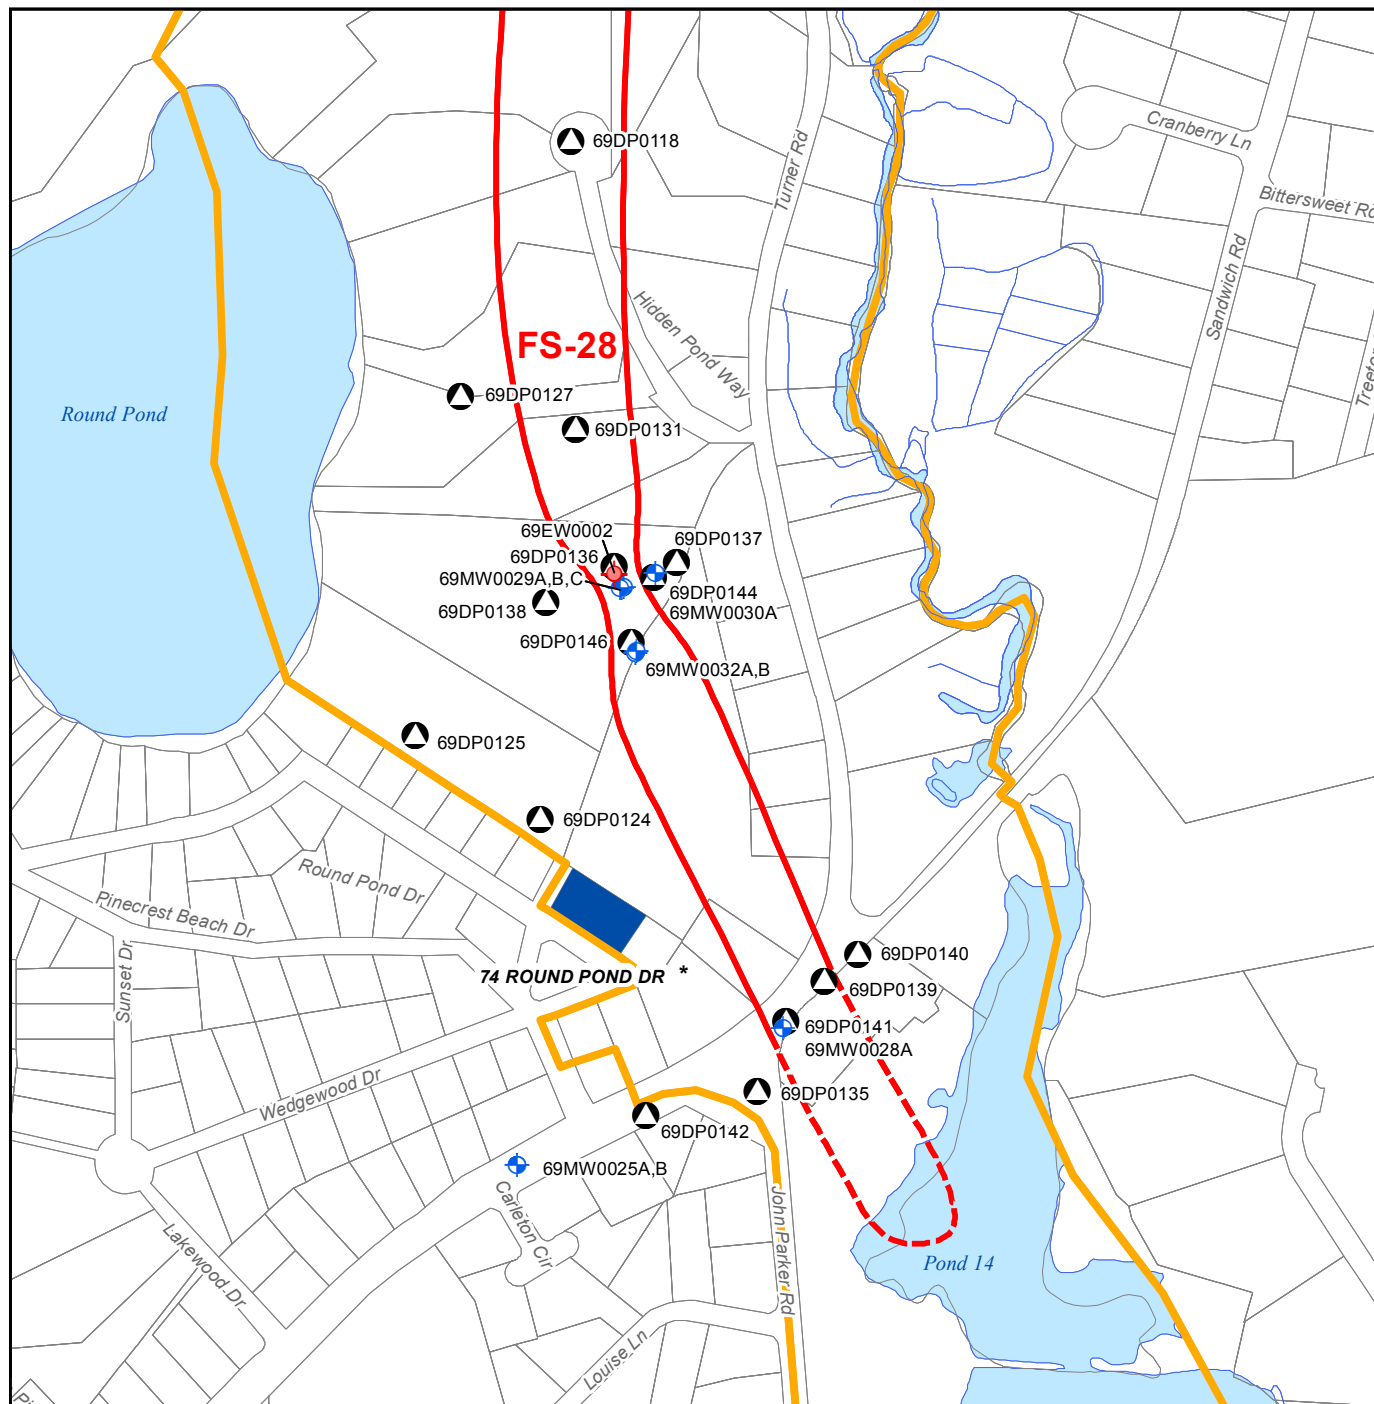 69DP0118
Cranberry Ln
Turner Rd
Bittersweet Rd
Sandwich Rd
Hidden Pond Way
FS-28
69DP0127
Round Pond
69DP0131
69EW0002
69DP0137
69DP0136
69MW0029A,B,C
69DP0144
69DP0138
69MW0030A
69DP0146
69MW0032A,B
69DP0125
69DP0124
Round Pond Dr
Pinecrest Beach Dr
Sunset Dr
74 ROUND POND DR *
69DP0140
69DP0139
69DP0141
69MW0028A
Wedgewood Dr
69DP0135
69DP0142
69MW0025A,B
Carleton Cir
John Parker Rd
Lakewood Dr
Pond 14
Louise Ln